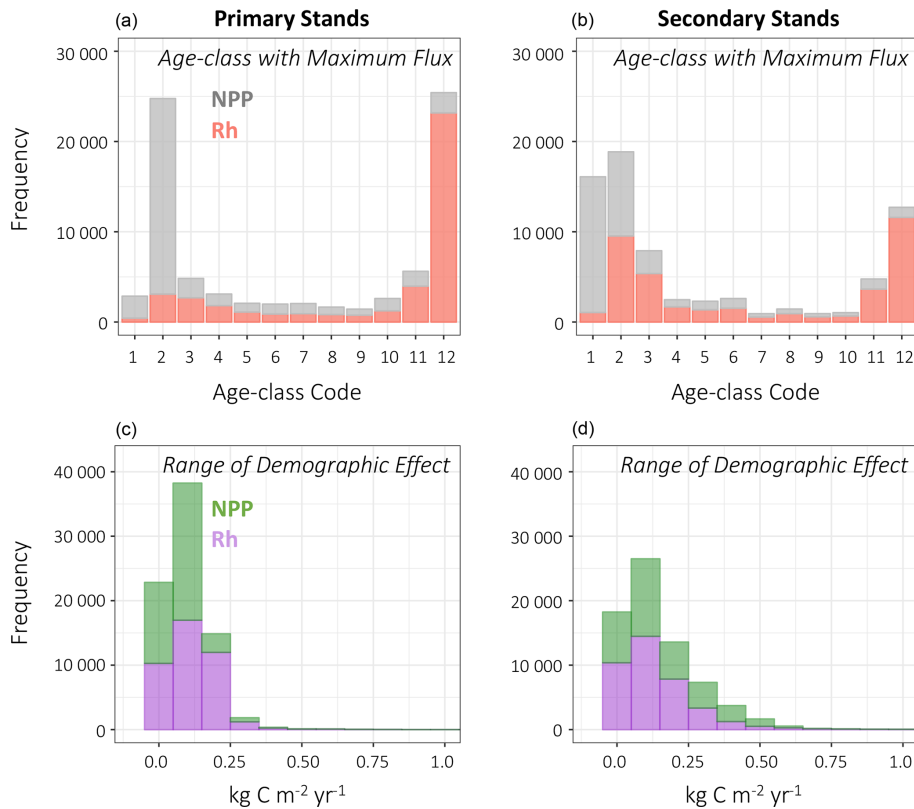 Primary Stands
Secondary Stands
(a)
(b)
Age-class with Maximum Flux
Age-class with Maximum Flux
NPP
Rh
Frequency
30 000
20 000
10 000
0
1 2 3 4 5 6 7 8 9 10 11 12
Age-class Code
30 000
20 000
10 000
0
1 2 3 4 5 6 7 8 9 10 11 12
Age-class Code
(c)
(d)
Range of Demographic Effect
Range of Demographic Effect
NPP
Rh
Frequency
40 000
30 000
20 000
10 000
0
0.0 0.25 0.50 0.75 1.0
kg C m⁻² yr⁻¹
40 000
30 000
20 000
10 000
0
0.0 0.25 0.50 0.75 1.0
kg C m⁻² yr⁻¹